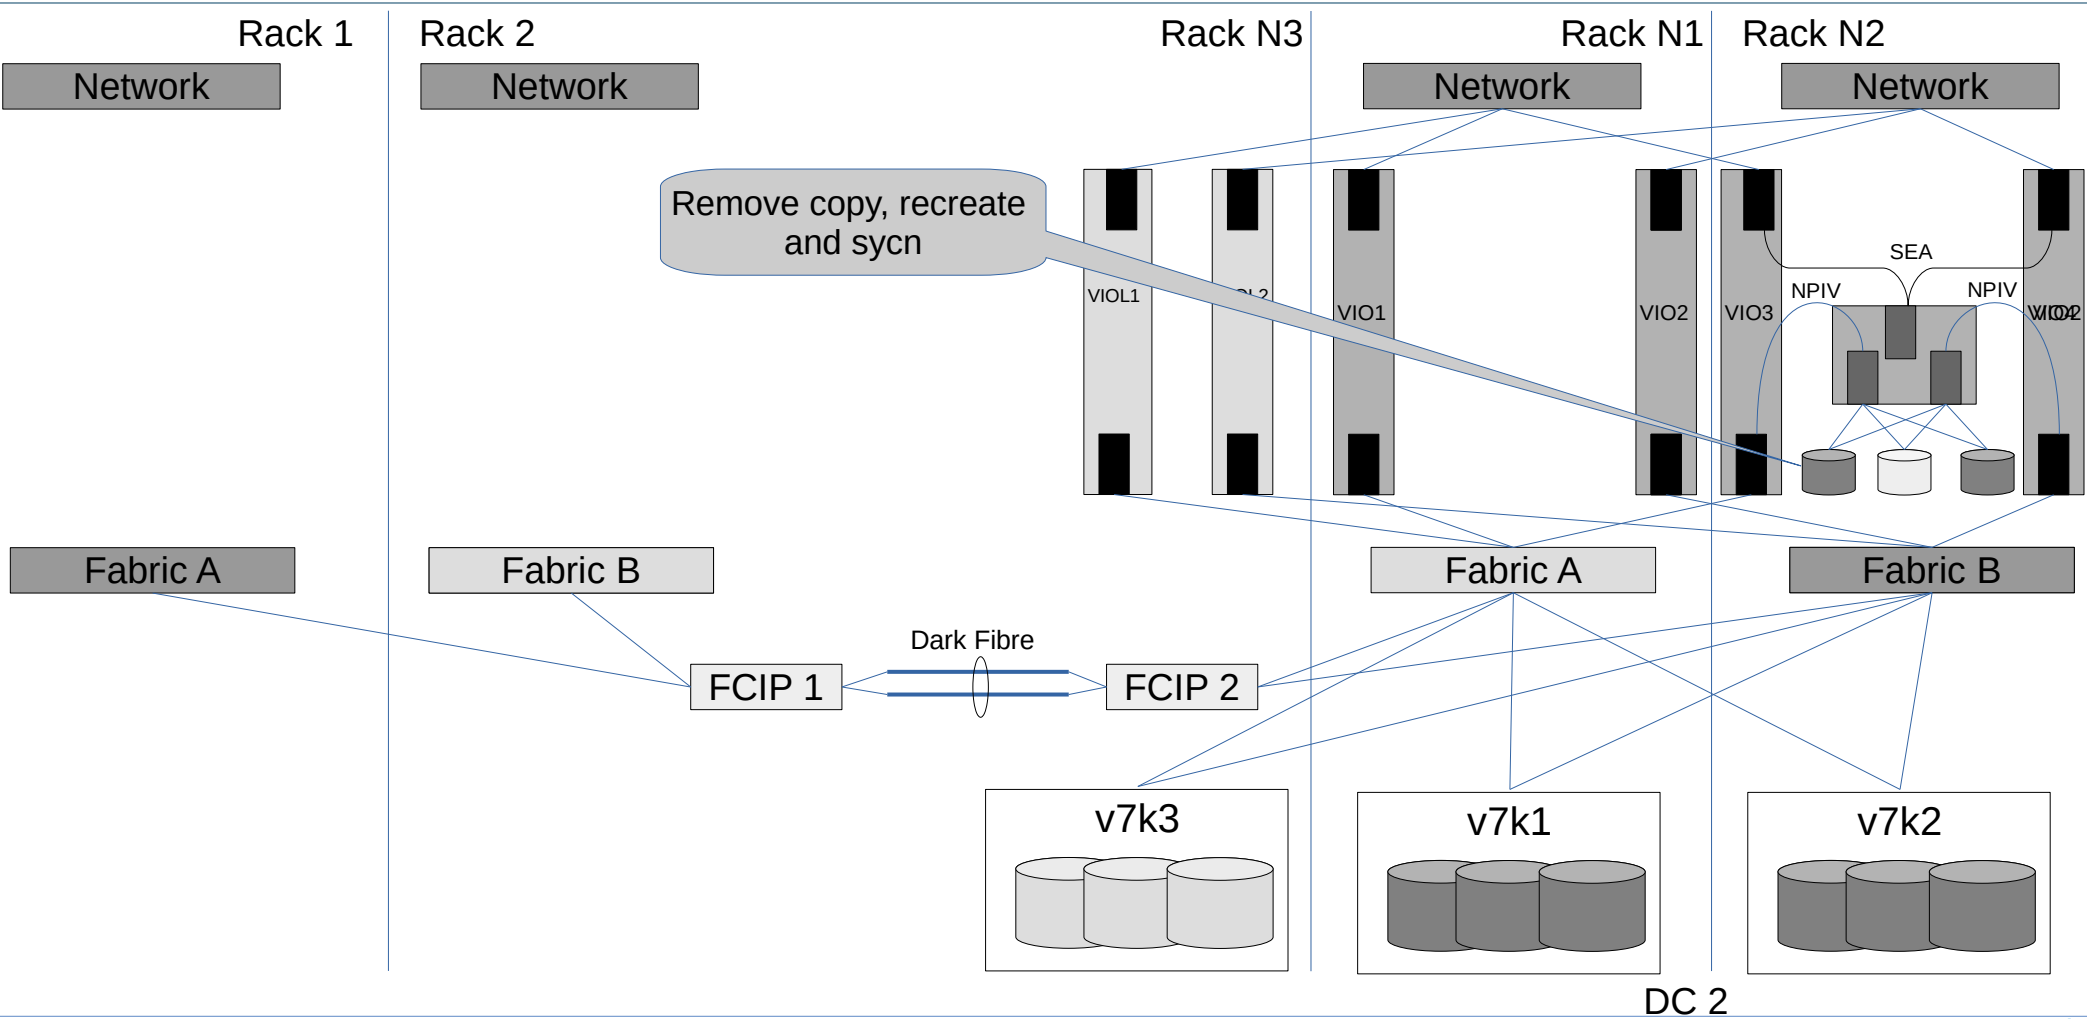 Rack 1
Rack 2
Rack N3
Rack N1
Rack N2
Network
Network
Network
Network
Remove copy, recreate
and sycn
SEA
NPIV
NPIV
VIOL1
VIO1
VIO2
VIO3
Fabric A
Fabric B
Fabric A
Fabric B
Dark Fibre
FCIP 1
FCIP 2
v7k3
v7k1
v7k2
DC 2